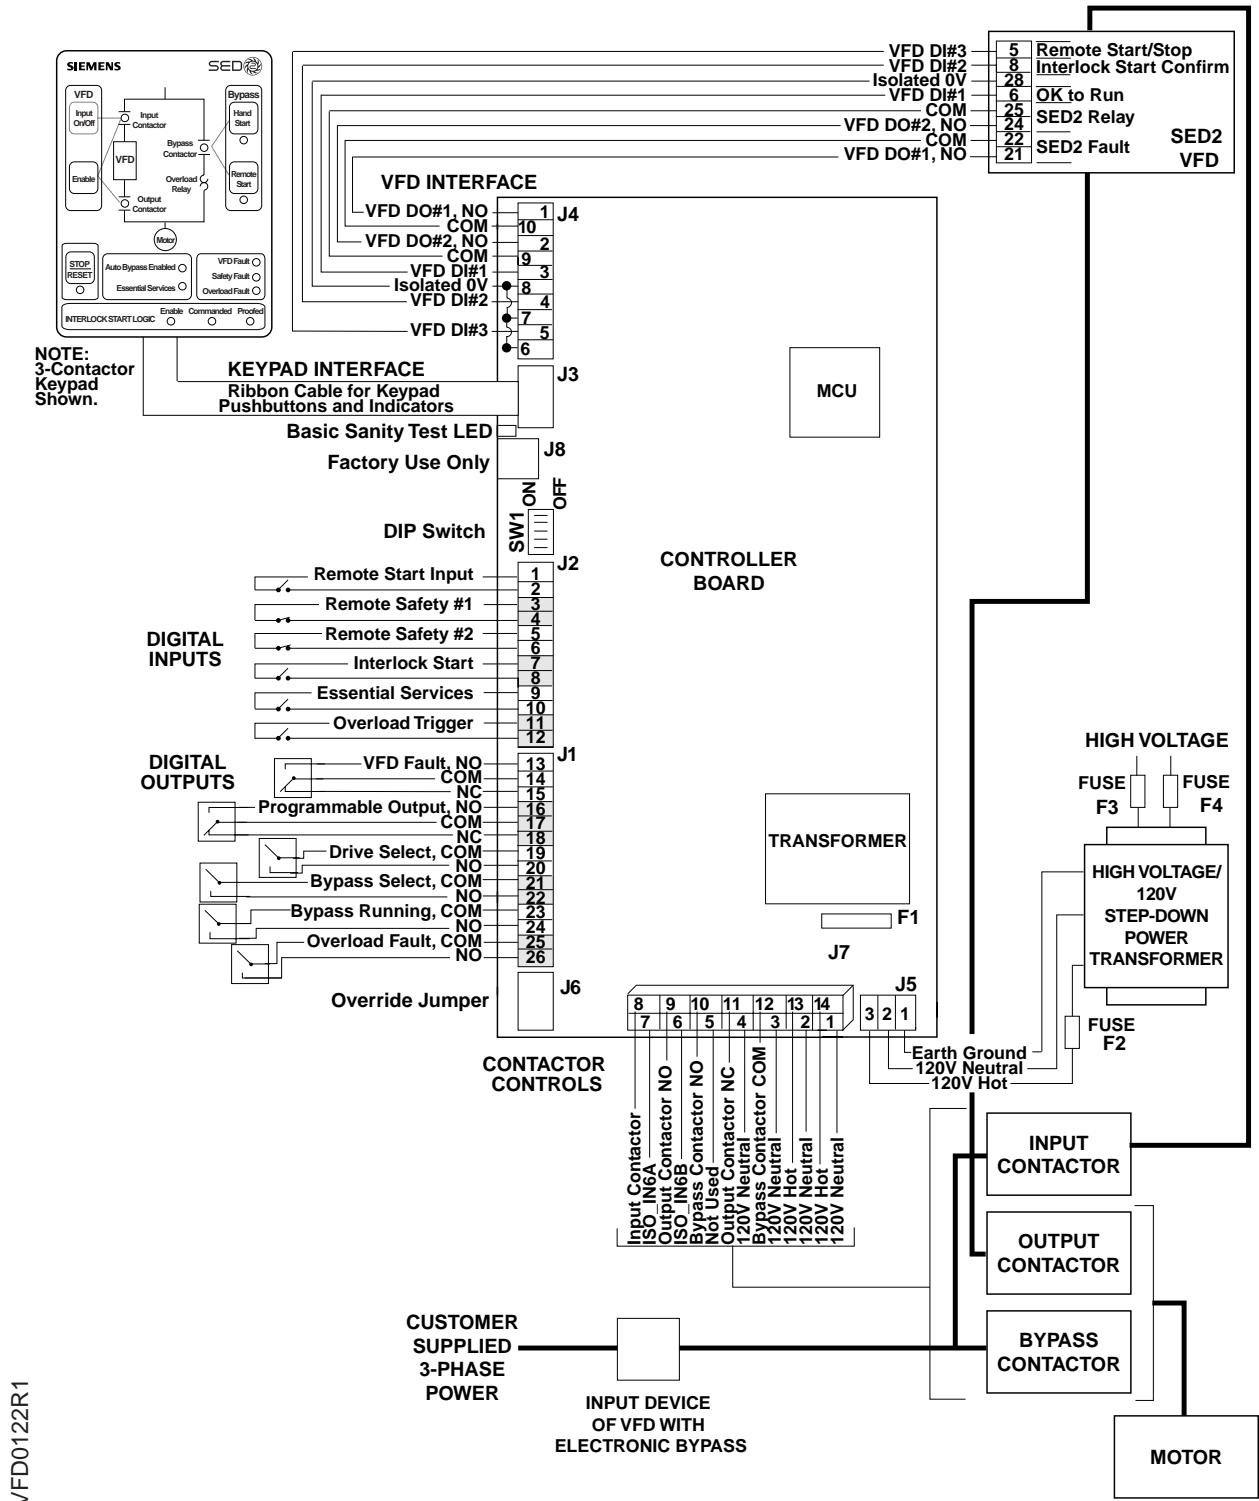 VFD DI#3 5 Remote Start/Stop
VFD DI#2 8 Interlock Start Confirm
Isolated 0V 28
VFD DI#1 6 OK to Run
COM 25
VFD DO#2, NO 24 SED2 Relay
COM 22
VFD DO#1, NO 21 SED2 Fault
SED2
VFD
SIEMENS SED2
VFD
Input
On/Off
Input
Contactor
Bypass
Hand
Start
VFD
Bypass
Contactor
Enable
Overload
Relay
Remote
Start
Output
Contactor
Motor
STOP
RESET
Auto Bypass Enabled
Essential Services
VFD Fault
Safety Fault
Overload Fault
INTERLOCK START LOGIC Enable Commanded Proofed
NOTE:
3-Contactor
Keypad
Shown.
VFD INTERFACE
J4
VFD DO#1, NO 1
COM 10
VFD DO#2, NO 2
COM 9
VFD DI#1 3
Isolated 0V 8
VFD DI#2 4
7
VFD DI#3 5
6
KEYPAD INTERFACE J3
Ribbon Cable for Keypad
Pushbuttons and Indicators
Basic Sanity Test LED
J8
Factory Use Only
ON
OFF
DIP Switch SW1
MCU
CONTROLLER
BOARD
J2
DIGITAL
INPUTS
Remote Start Input 1
2
Remote Safety #1 3
4
Remote Safety #2 5
6
Interlock Start 7
8
Essential Services 9
10
Overload Trigger 11
12
DIGITAL
OUTPUTS
J1
VFD Fault, NO 13
COM 14
NC 15
Programmable Output, NO 16
COM 17
NC 18
Drive Select, COM 19
NO 20
Bypass Select, COM 21
NO 22
Bypass Running, COM 23
NO 24
Overload Fault, COM 25
NO 26
Override Jumper J6
TRANSFORMER
F1
J7
J5
8 9 10 11 12 13 14
7 6 5 4 3 2 1
3 2 1
HIGH VOLTAGE
FUSE
F3
FUSE
F4
HIGH VOLTAGE/
120V
STEP-DOWN
POWER
TRANSFORMER
FUSE
F2
Earth Ground
120V Neutral
120V Hot
CONTACTOR
CONTROLS
Input Contactor
ISO_IN6A
Output Contactor NO
ISO_IN6B
Bypass Contactor NO
Not Used
Output Contactor NC
120V Neutral
Bypass Contactor COM
120V Neutral
120V Hot
120V Neutral
120V Hot
120V Neutral
INPUT
CONTACTOR
OUTPUT
CONTACTOR
BYPASS
CONTACTOR
CUSTOMER
SUPPLIED
3-PHASE
POWER
INPUT DEVICE
OF VFD WITH
ELECTRONIC BYPASS
MOTOR
VFD0122R1